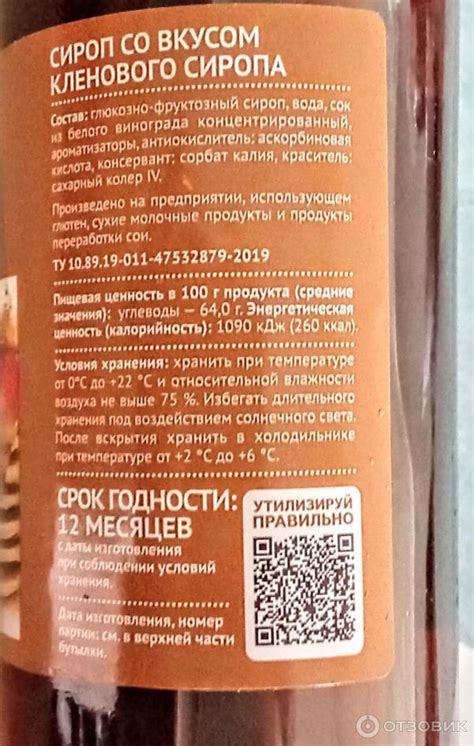 СИРОП СО ВКУСОМ
КЛЕНОВОГО СИРОПА
Состав: глюкозно-фруктозный сироп, вода, сок
из белого винограда концентрированный,
ароматизаторы, антиокислитель: аскорбиновая
кислота, консервант: сорбат калия, краситель:
сахарный колер IV.
Произведено на предприятии, использующем
глютен, сухие молочные продукты и продукты
переработки сои.
ТУ 10.89.19-011-47532879-2019
Пищевая ценность в 100 г продукта (средние
значения): углеводы – 64,0 г. Энергетическая
ценность (калорийность): 1090 кДж (260 ккал).
Условия хранения: хранить при температуре
от 0°С до +22 °С и относительной влажности
воздуха не выше 75 %. Избегать длительного
хранения под воздействием солнечного света.
После вскрытия хранить в холодильнике
при температуре от +2 °С до +6 °С.
СРОК ГОДНОСТИ:
12 МЕСЯЦЕВ
с даты изготовления
при соблюдении условий
хранения.
Дата изготовления, номер
партии: см. в верхней части
бутылки.
УТИЛИЗИРУЙ
ПРАВИЛЬНО
ОТЗОВИК